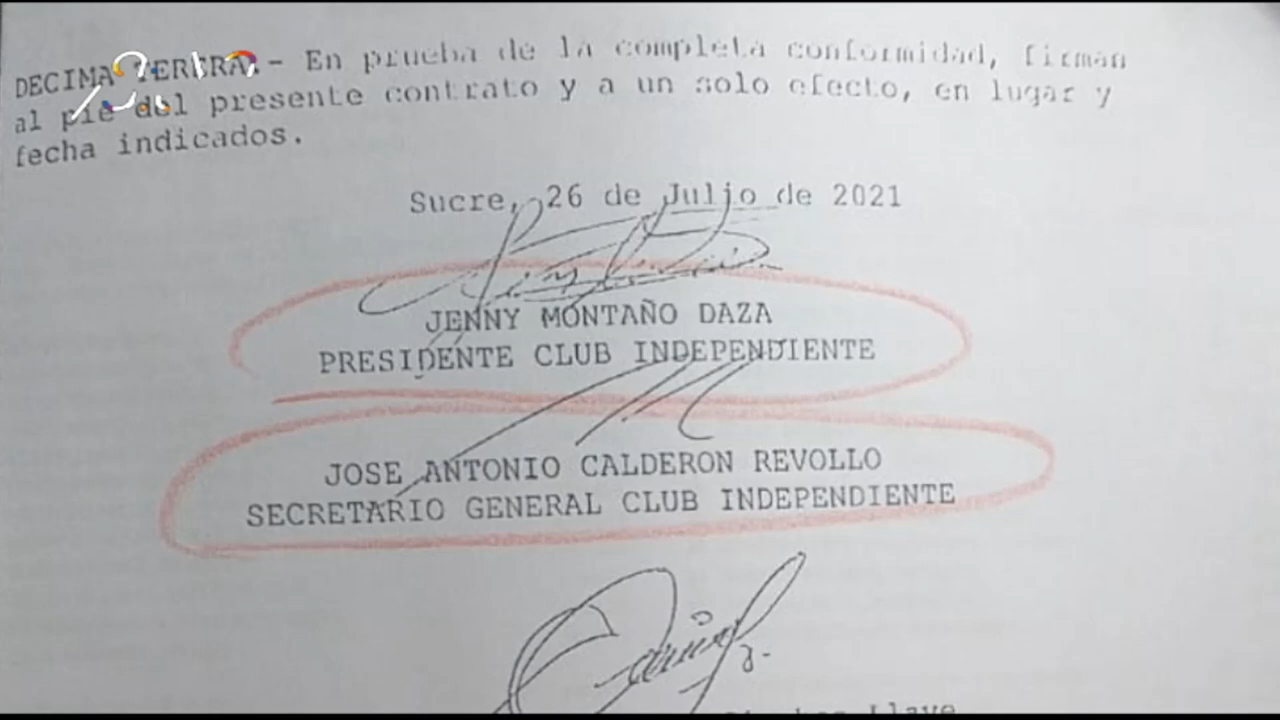 DECIMA TERCRA.- En prueba de la completa conformidad, firman
al pie del presente contrato y a un solo efecto, en lugar y
fecha indicados.
Sucre, 26 de Julio de 2021
JENNY MONTAÑO DAZA
PRESIDENTE CLUB INDEPENDIENTE
JOSE ANTONIO CALDERON REVOLLO
SECRETARIO GENERAL CLUB INDEPENDIENTE
Llave